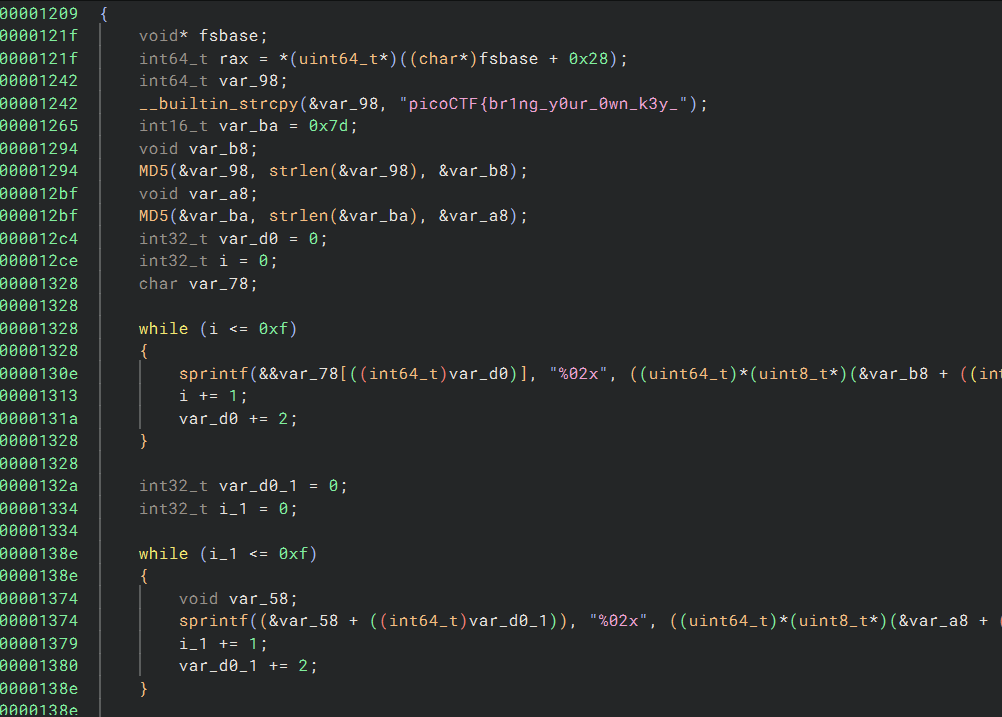 00001209 {
0000121f void* fsbase;
0000121f int64_t rax = *(uint64_t*)((char*)fsbase + 0x28);
00001242 int64_t var_98;
00001242 __builtin_strcpy(&var_98, "picoCTF{br1ng_y0ur_0wn_k3y_");
00001265 int16_t var_ba = 0x7d;
00001294 void var_b8;
00001294 MD5(&var_98, strlen(&var_98), &var_b8);
000012bf void var_a8;
000012bf MD5(&var_ba, strlen(&var_ba), &var_a8);
000012c4 int32_t var_d0 = 0;
000012ce int32_t i = 0;
00001328 char var_78;
00001328
00001328 while (i <= 0xf)
00001328 {
0000130e sprintf(&&var_78[((int64_t)var_d0)], "%02x", ((uint64_t)*(uint8_t*)(&var_b8 + ((int
00001313 i += 1;
0000131a var_d0 += 2;
00001328 }
00001328
0000132a int32_t var_d0_1 = 0;
00001334 int32_t i_1 = 0;
00001334
0000138e while (i_1 <= 0xf)
0000138e {
00001374 void var_58;
00001374 sprintf((&var_58 + ((int64_t)var_d0_1)), "%02x", ((uint64_t)*(uint8_t*)(&var_a8 + (
00001379 i_1 += 1;
00001380 var_d0_1 += 2;
0000138e }
0000138e